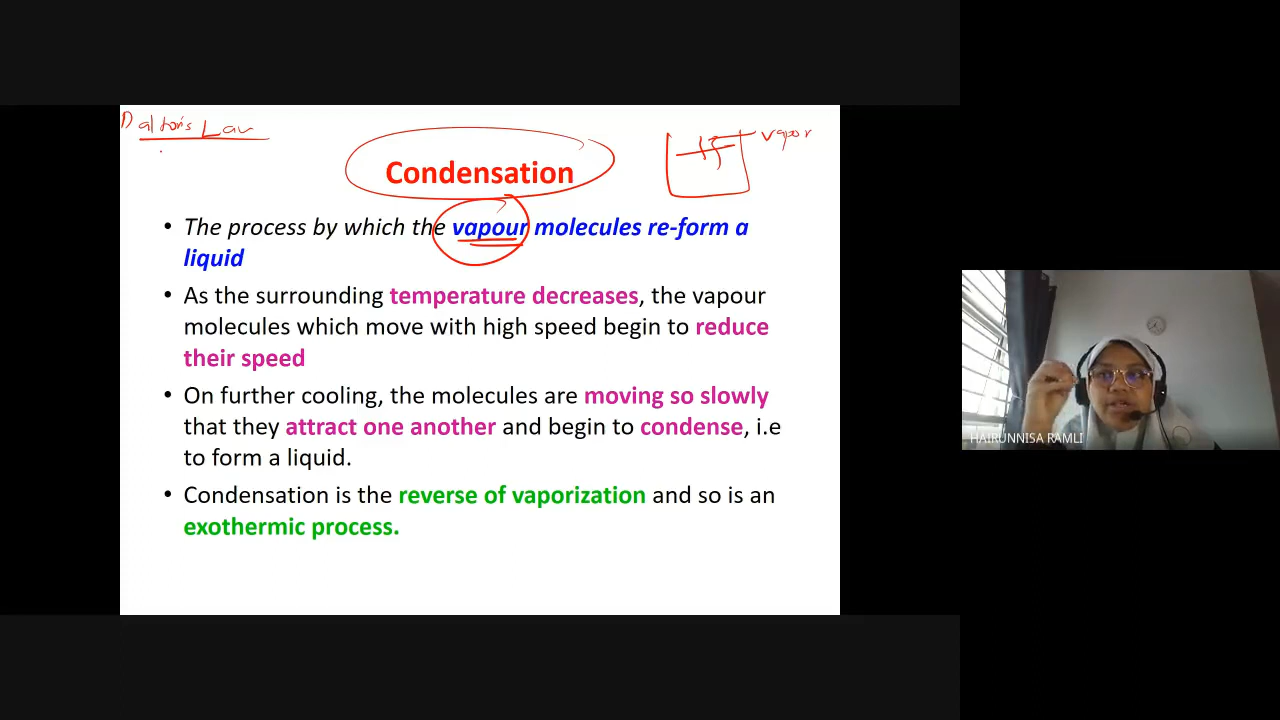 Dalton's Law
vapor
Condensation
• The process by which the vapour molecules re-form a
liquid
• As the surrounding temperature decreases, the vapour
molecules which move with high speed begin to reduce
their speed
• On further cooling, the molecules are moving so slowly
that they attract one another and begin to condense, i.e
to form a liquid.
• Condensation is the reverse of vaporization and so is an
exothermic process.
HAIRUNNISA RAMLI